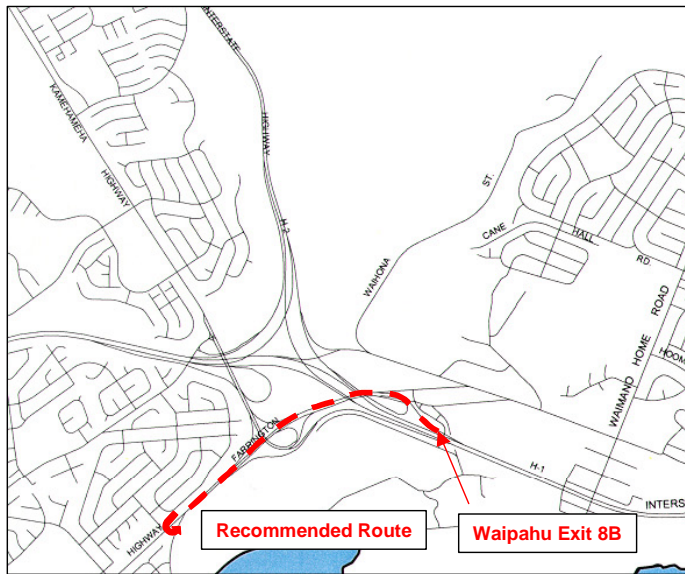 INTERSTATE
KAMEHAMEHA
HIGHWAY
HIGHWAY
H-2
ST.
CANE
HALL
RD.
WAIHONA
WAIMANO HOME ROAD
HOOM
FARRINGTON
HIGHWAY
H-1
INTERS
Recommended Route
Waipahu Exit 8B